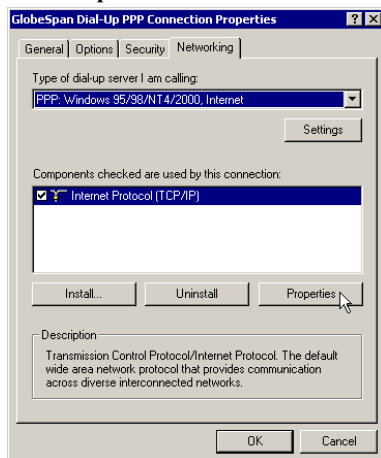 GlobeSpan Dial-Up PPP Connection Properties
General Options Security Networking
Type of dial-up server I am calling:
PPP: Windows 95/98/NT4/2000, Internet
Settings
Components checked are used by this connection:
Internet Protocol (TCP/IP)
Install... Uninstall Properties
Description
Transmission Control Protocol/Internet Protocol. The default
wide area network protocol that provides communication
across diverse interconnected networks.
OK Cancel